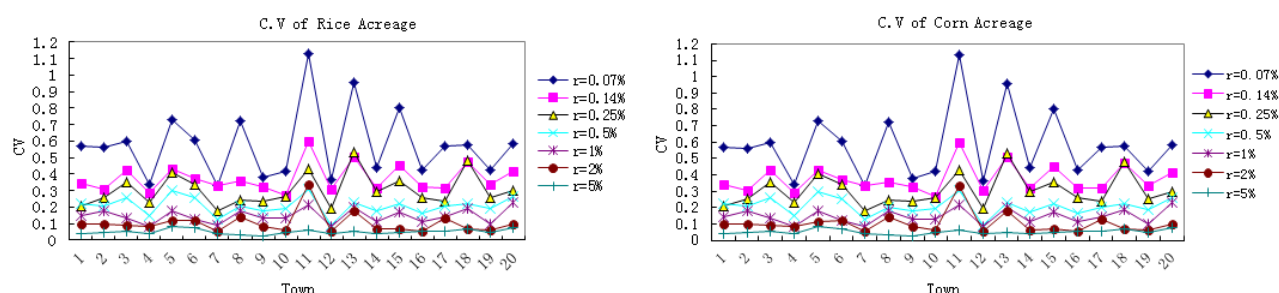 C.V of Rice Acreage
CV
1.2
1
0.8
0.6
0.5
0.4
0.3
0.2
0.1
0
1 2 3 4 5 6 7 8 9 10 11 12 13 14 15 16 17 18 19 20
Town
r=0.07%
r=0.14%
r=0.25%
r=0.5%
r=1%
r=2%
r=5%
C.V of Corn Acreage
CV
1.2
1.1
1
0.9
0.8
0.7
0.6
0.5
0.4
0.3
0.2
0.1
0
1 2 3 4 5 6 7 8 9 10 11 12 13 14 15 16 17 18 19 20
Town
r=0.07%
r=0.14%
r=0.25%
r=0.5%
r=1%
r=2%
r=5%